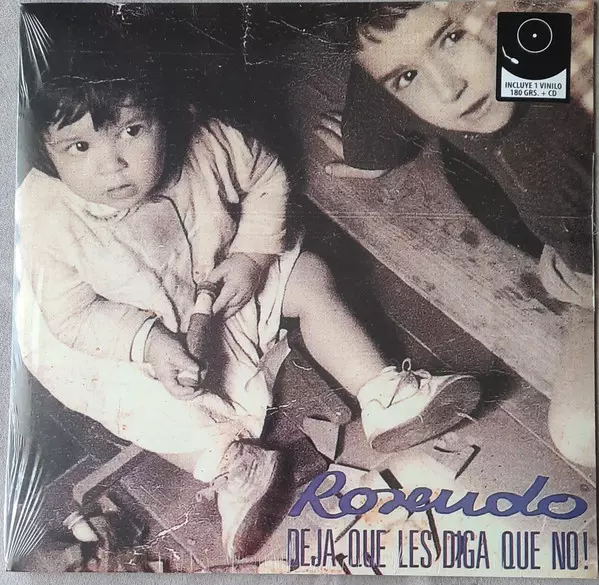 INCLUYE 1 VINILO
180 GRS. + CD
Rosendo
DEJA QUE LES DIGA QUE NO!